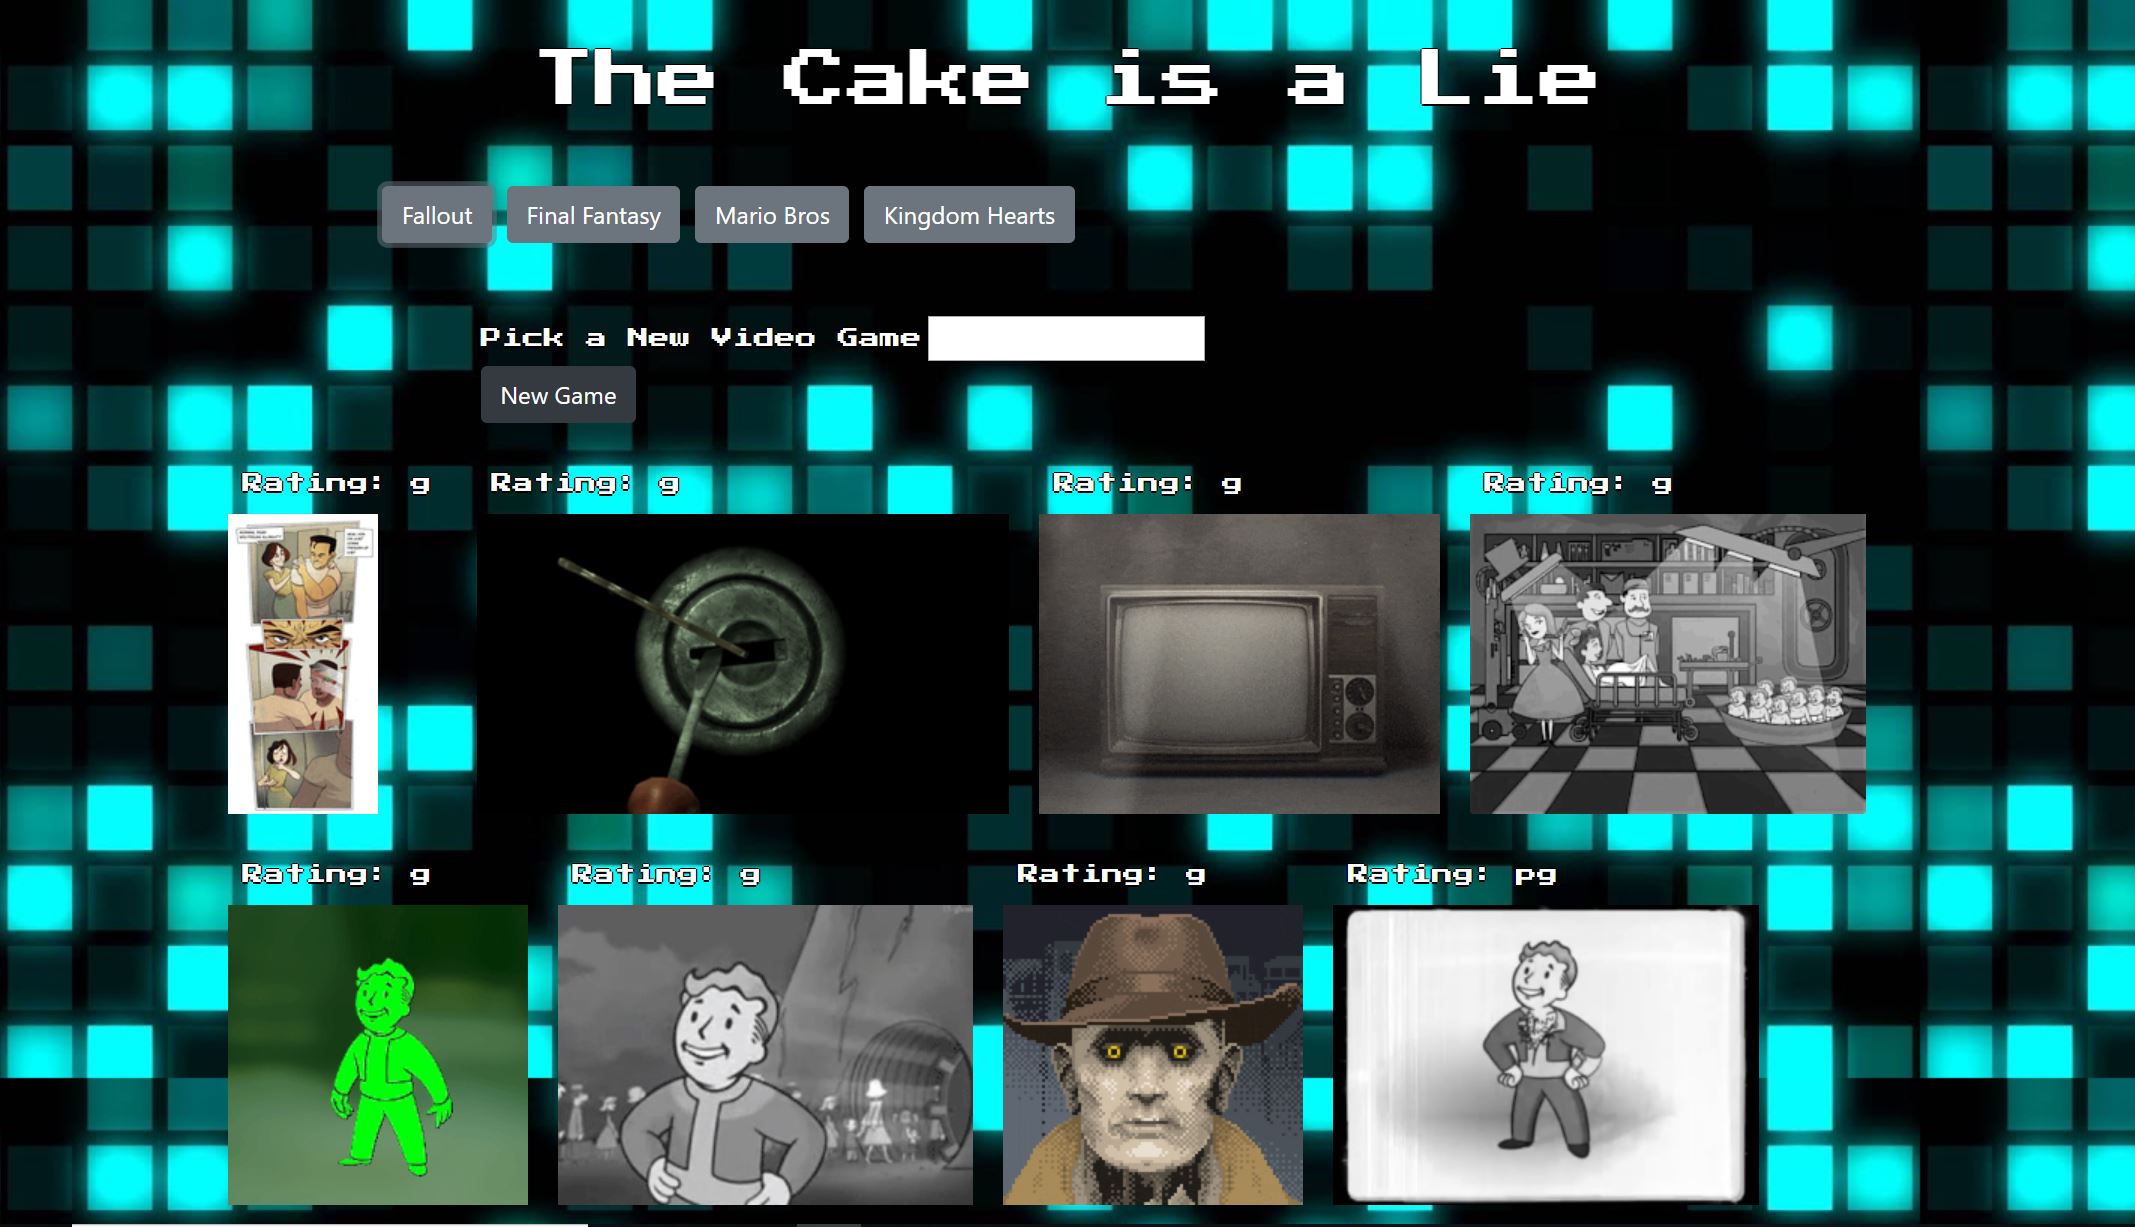 The Cake is a Lie
Fallout Final Fantasy Mario Bros Kingdom Hearts
Pick a New Video Game
New Game
Rating: g Rating: g Rating: g Rating: g
Rating: g Rating: g Rating: g Rating: pg